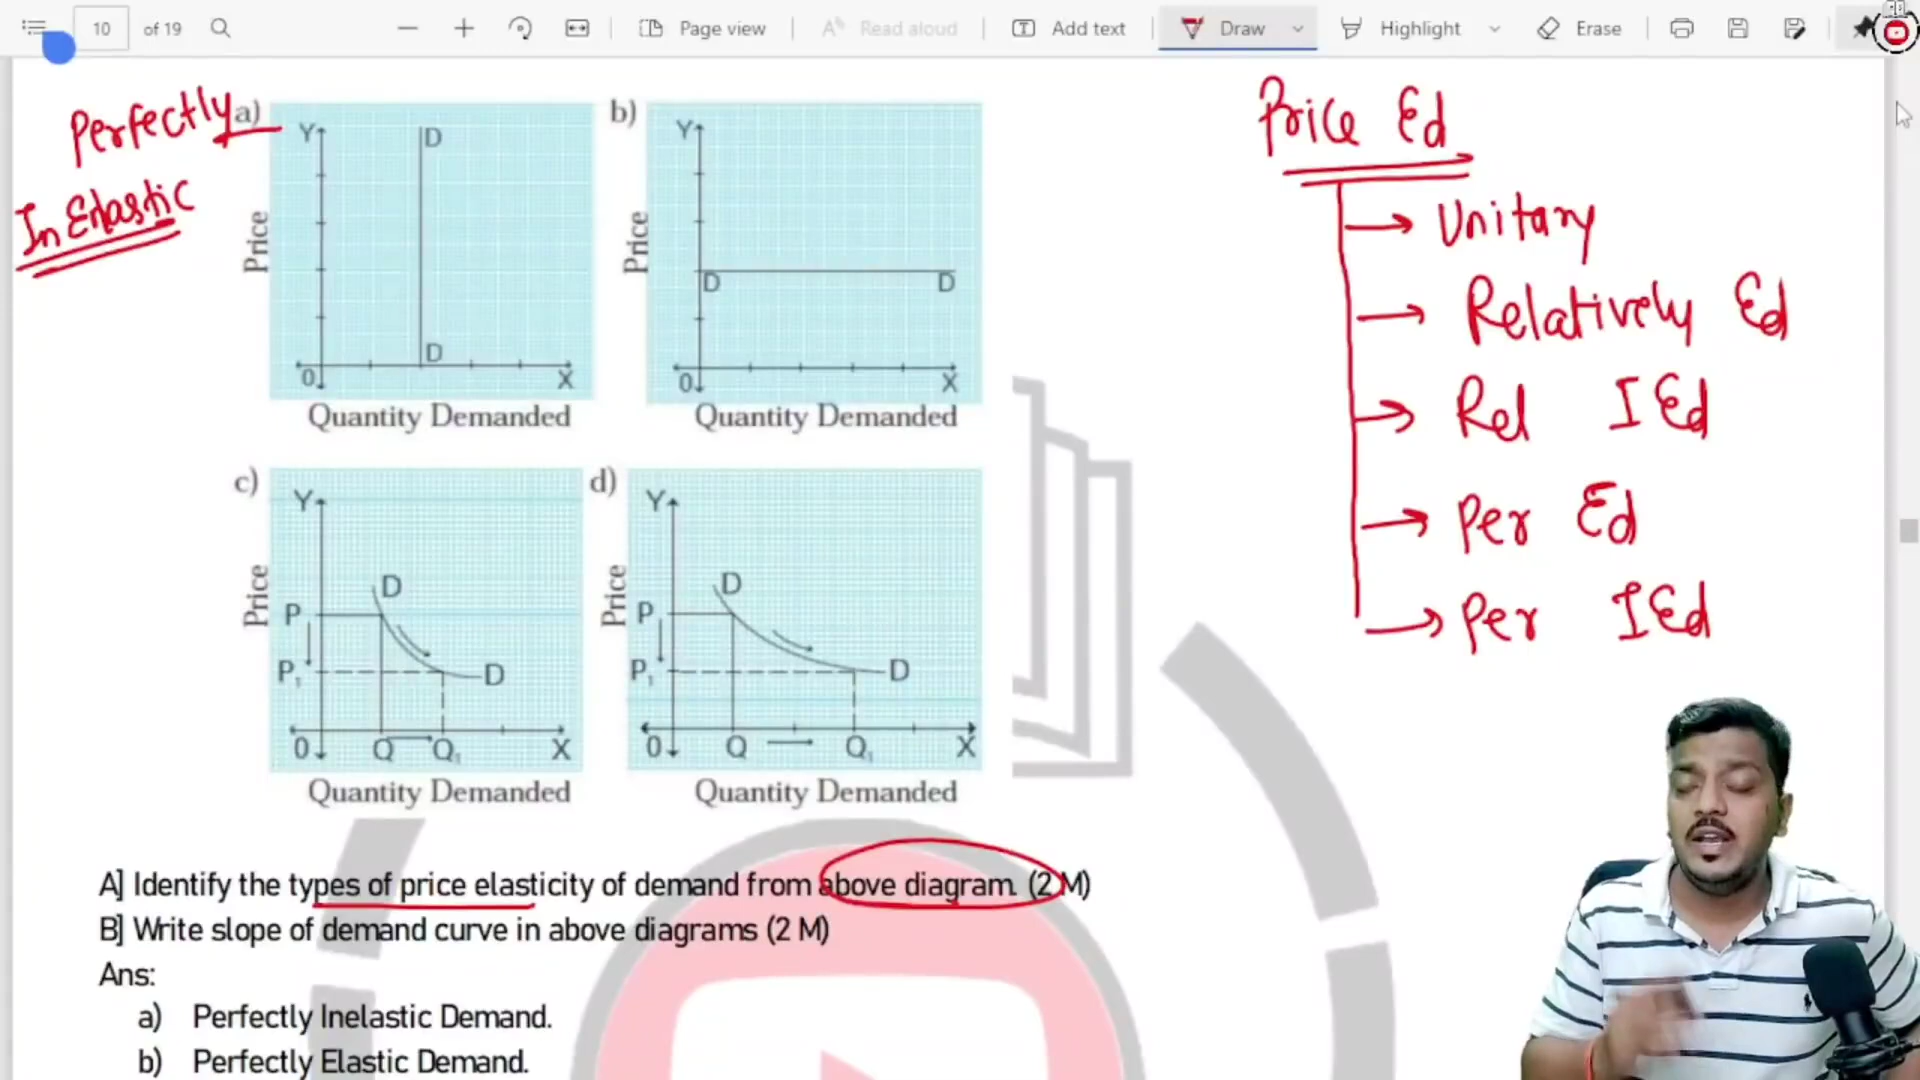 10 of 19
Page view
Read aloud
Add text
Draw
Highlight
Erase
Perfectly
InElastic
a)
Y
D
Price
D
0
X
Quantity Demanded
b)
Y
Price
D
D
0
X
Quantity Demanded
c)
Y
D
Price
P
P₁
D
0
Q
Q₁
X
Quantity Demanded
d)
Y
D
Price
P
P₁
D
0
Q
Q₁
X
Quantity Demanded
Price Ed
Unitary
Relatively Ed
Rel I Ed
Per Ed
Per I Ed
A] Identify the types of price elasticity of demand from above diagram. (2 M)
B] Write slope of demand curve in above diagrams (2 M)
Ans:
a) Perfectly Inelastic Demand.
b) Perfectly Elastic Demand.